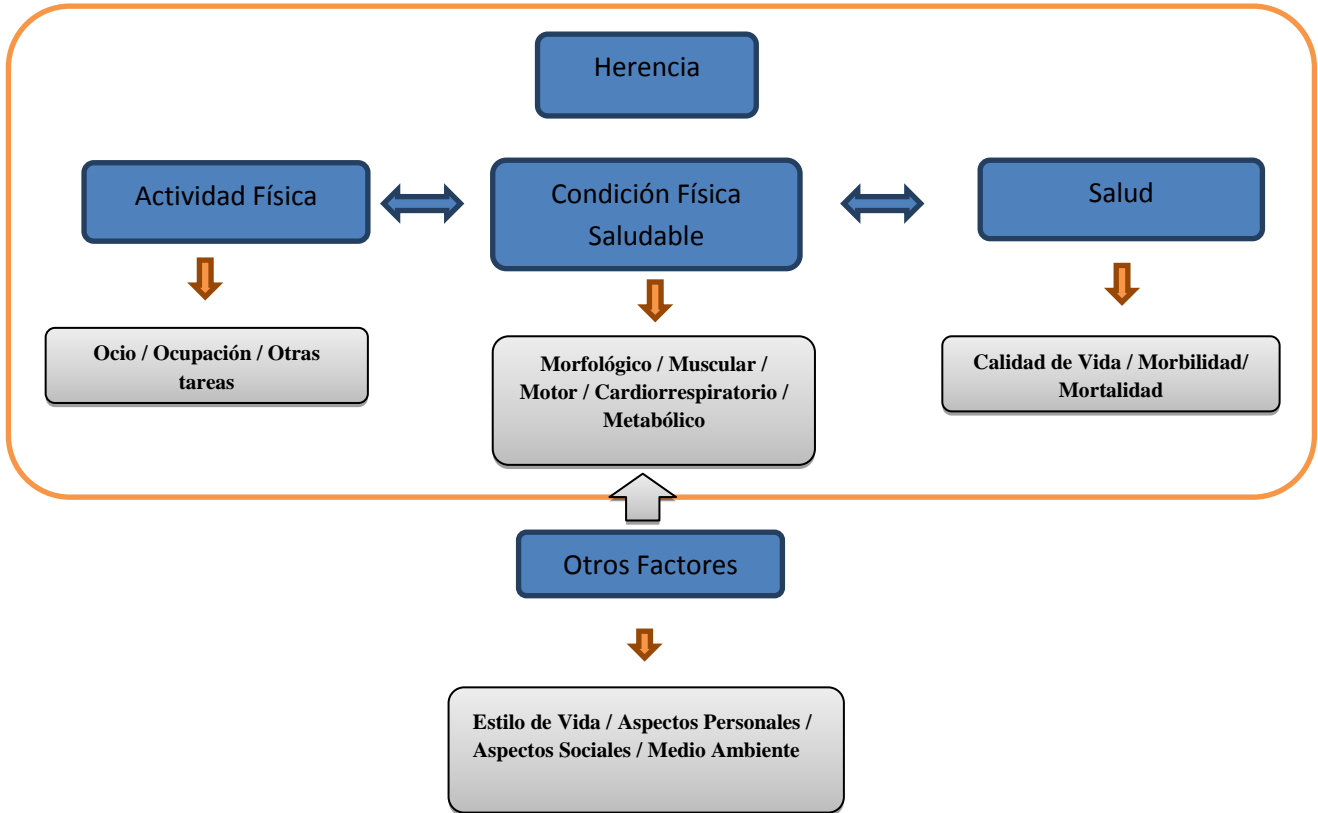 Herencia
Actividad Física
Condición Física
Saludable
Salud
Ocio / Ocupación / Otras
tareas
Morfológico / Muscular /
Motor / Cardiorrespiratorio /
Metabólico
Calidad de Vida / Morbilidad/
Mortalidad
Otros Factores
Estilo de Vida / Aspectos Personales /
Aspectos Sociales / Medio Ambiente